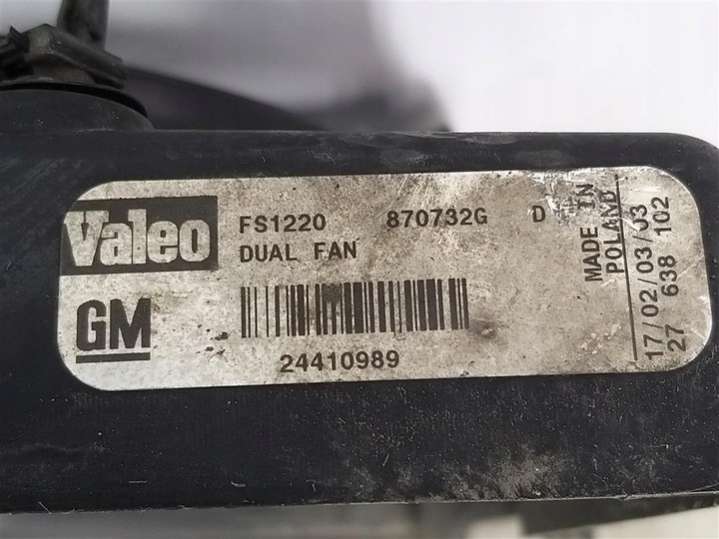 Valeo
FS1220 870732G D
DUAL FAN
GM
24410989
MADE IN
POLAND
17/02/03/03
27 638 102